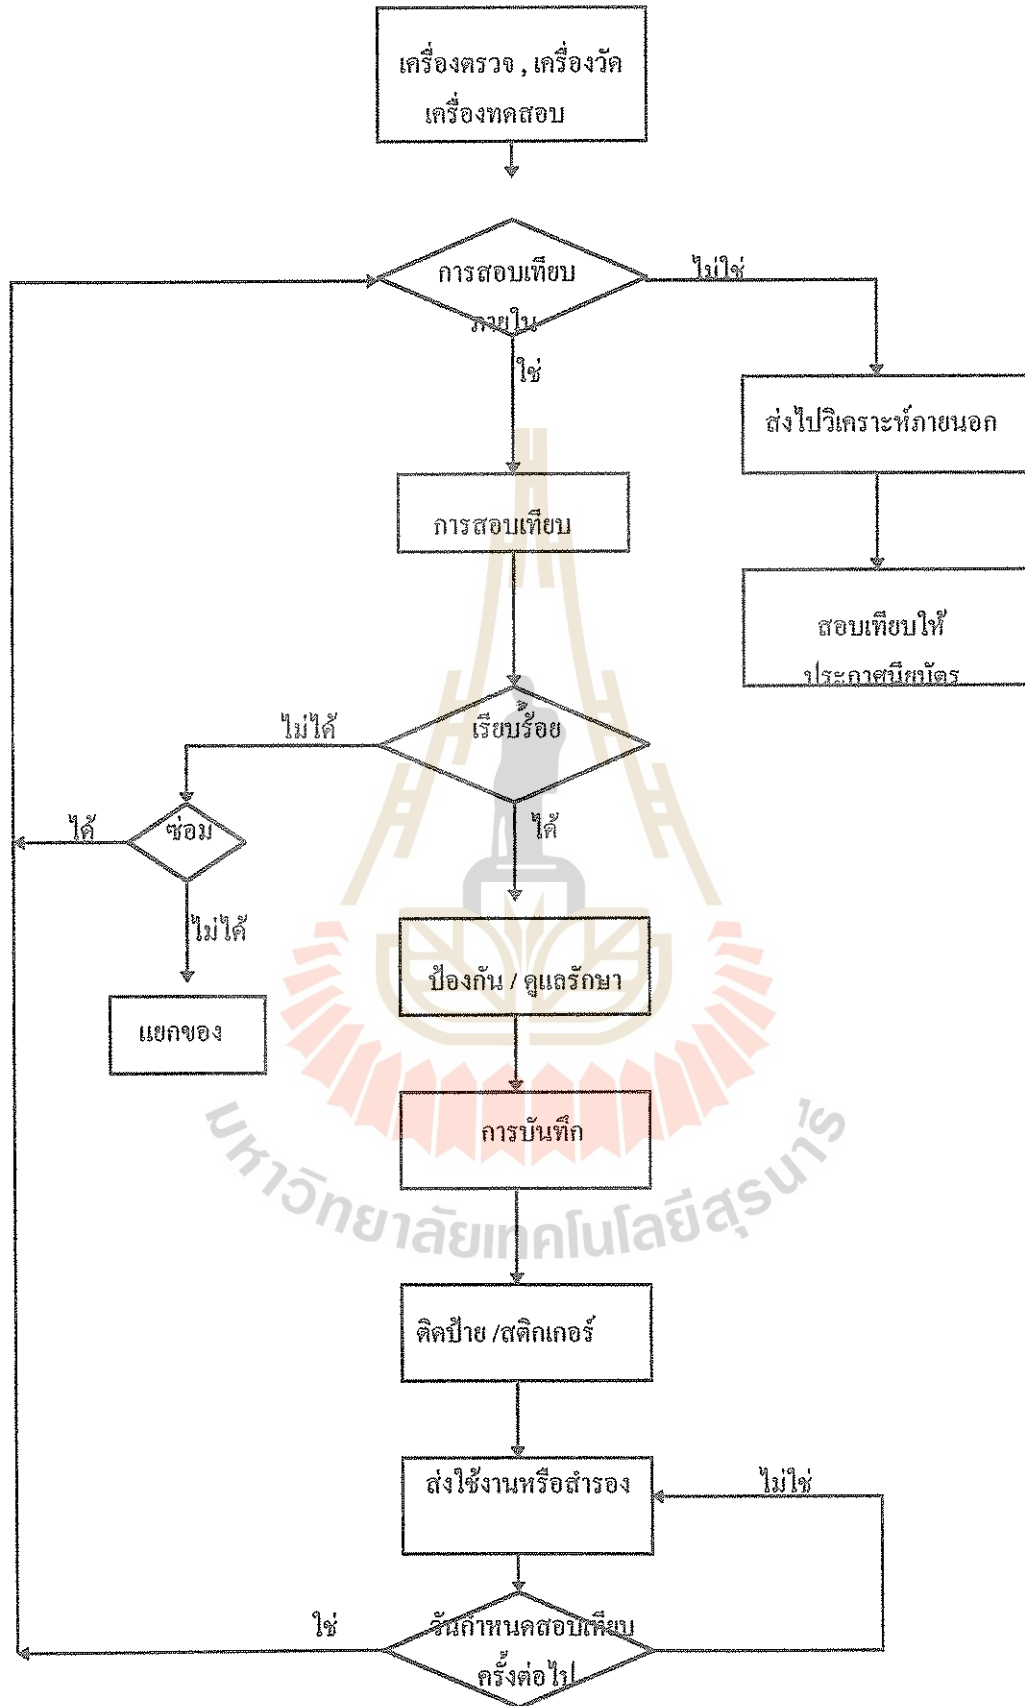 เครื่องตรวจ , เครื่องวัด
เครื่องทดสอบ
การสอบเทียบ
ภายใน
ไม่ใช่
ใช่
ส่งไปวิเคราะห์ภายนอก
การสอบเทียบ
สอบเทียบให้
ประกาศนียบัตร
เรียบร้อย
ไม่ได้
ได้
ซ่อม
ได้
ไม่ได้
แยกของ
ป้องกัน / ดูแลรักษา
การบันทึก
มหาวิทยาลัยเทคโนโลยีสุรนารี
ติดป้าย /สติกเกอร์
ส่งใช้งานหรือสำรอง
ไม่ใช่
ใช่
วันกำหนดสอบเทียบ
ครั้งต่อไป